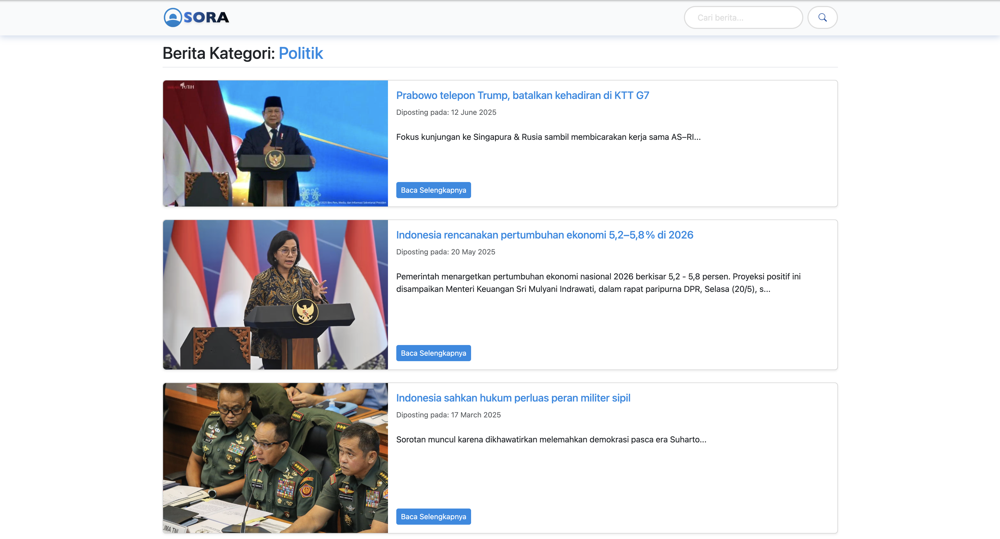 SORA
Cari berita...
Berita Kategori: Politik
PUTIH
©2025 Biro Pers, Media, dan Informasi Sekretariat Presiden
Prabowo telepon Trump, batalkan kehadiran di KTT G7
Diposting pada: 12 June 2025
Fokus kunjungan ke Singapura & Rusia sambil membicarakan kerja sama AS–RI...
Baca Selengkapnya
Indonesia rencanakan pertumbuhan ekonomi 5,2–5,8 % di 2026
Diposting pada: 20 May 2025
Pemerintah menargetkan pertumbuhan ekonomi nasional 2026 berkisar 5,2 - 5,8 persen. Proyeksi positif ini
disampaikan Menteri Keuangan Sri Mulyani Indrawati, dalam rapat paripurna DPR, Selasa (20/5), s...
Baca Selengkapnya
LIMA TNI
Indonesia sahkan hukum perluas peran militer sipil
Diposting pada: 17 March 2025
Sorotan muncul karena dikhawatirkan melemahkan demokrasi pasca era Suharto...
Baca Selengkapnya